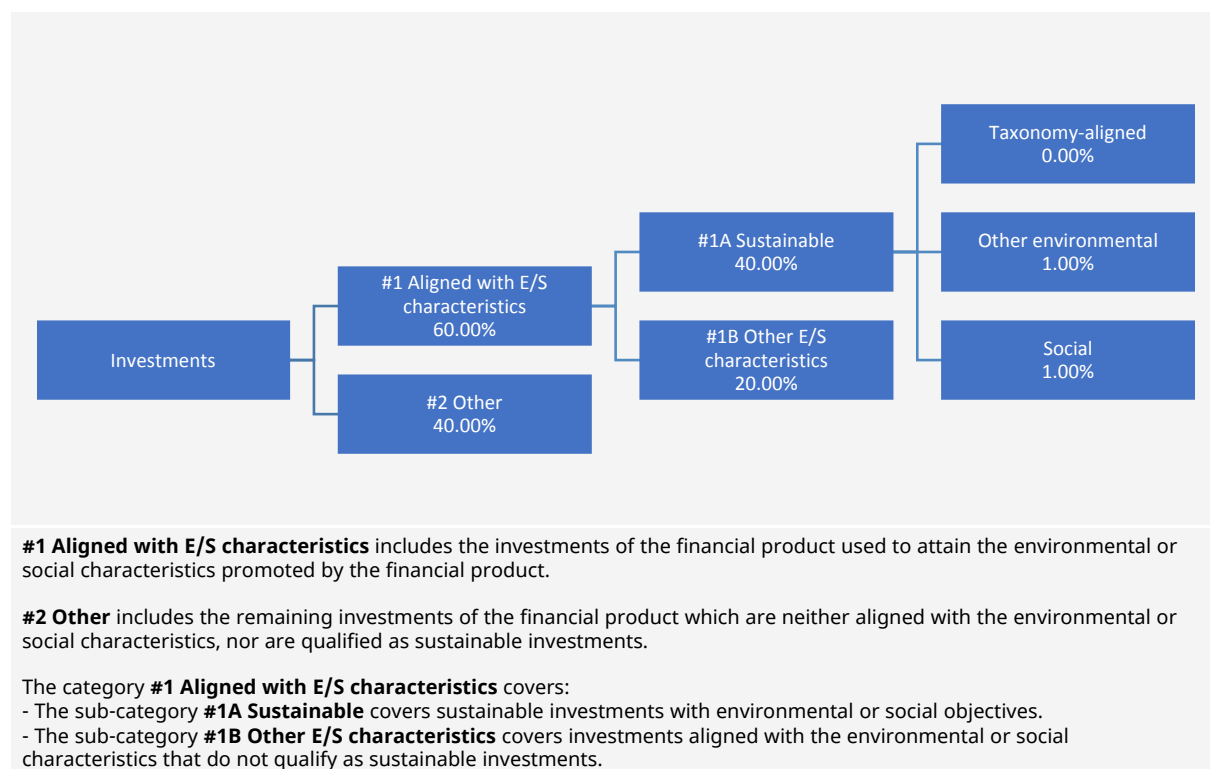 Investments
#1 Aligned with E/S
characteristics
60.00%
#2 Other
40.00%
#1A Sustainable
40.00%
#1B Other E/S
characteristics
20.00%
Taxonomy-aligned
0.00%
Other environmental
1.00%
Social
1.00%
#1 Aligned with E/S characteristics includes the investments of the financial product used to attain the environmental or
social characteristics promoted by the financial product.
#2 Other includes the remaining investments of the financial product which are neither aligned with the environmental or
social characteristics, nor are qualified as sustainable investments.
The category #1 Aligned with E/S characteristics covers:
- The sub-category #1A Sustainable covers sustainable investments with environmental or social objectives.
- The sub-category #1B Other E/S characteristics covers investments aligned with the environmental or social
characteristics that do not qualify as sustainable investments.